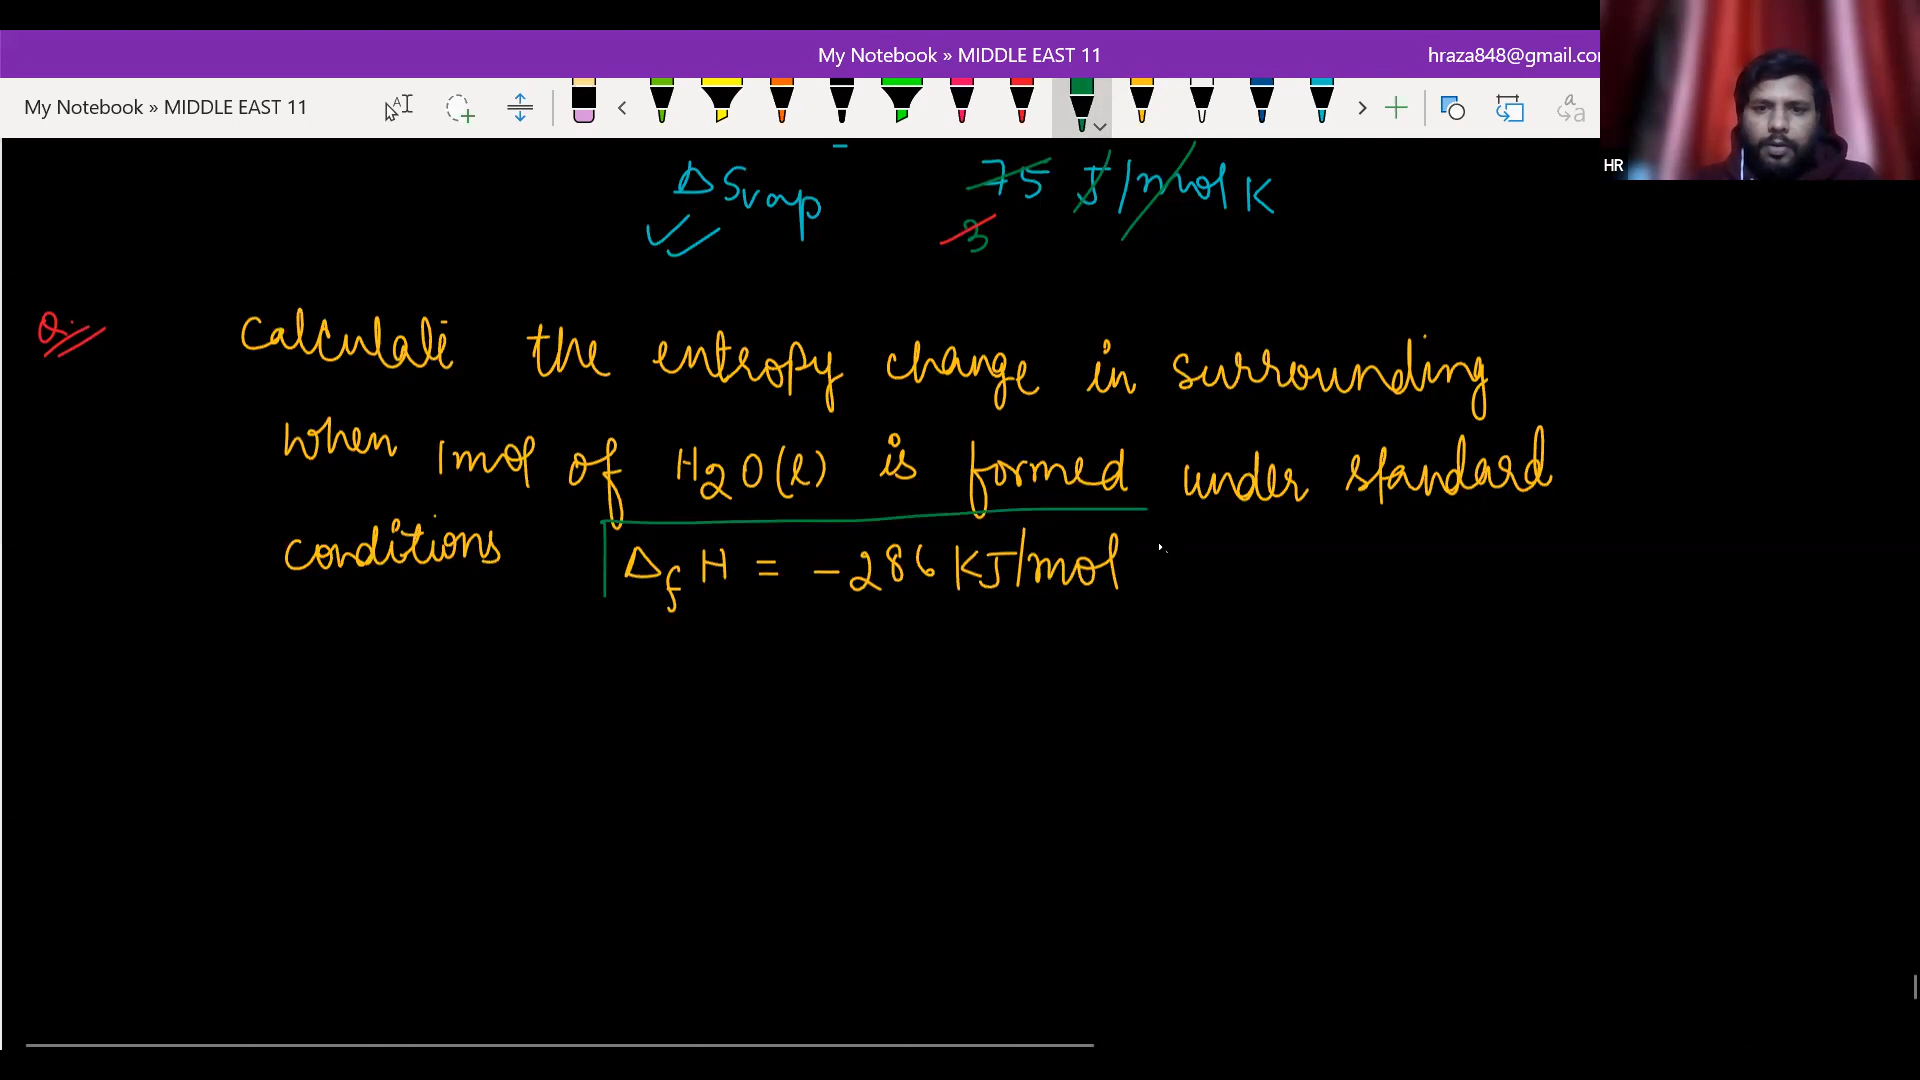 My Notebook » MIDDLE EAST 11
hraza848@gmail.co
My Notebook » MIDDLE EAST 11
HR
Δ Svap 75 J/mol K
3
Q. Calculate the entropy change in surrounding
when 1mol of H2O(l) is formed under standard
conditions ΔfH = -286 KJ/mol